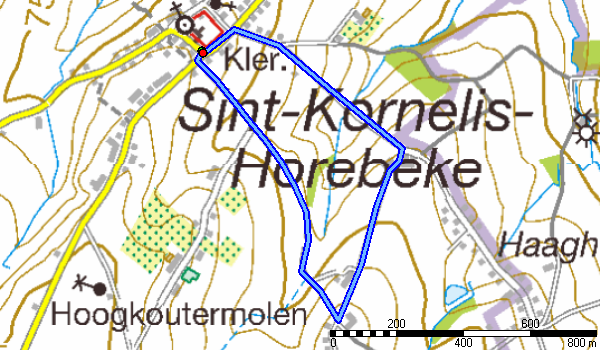 Kler.
Sint-Kornelis-
Horebeke
Haagh
Hoogkoutermolen
200 600
0 400 800 m